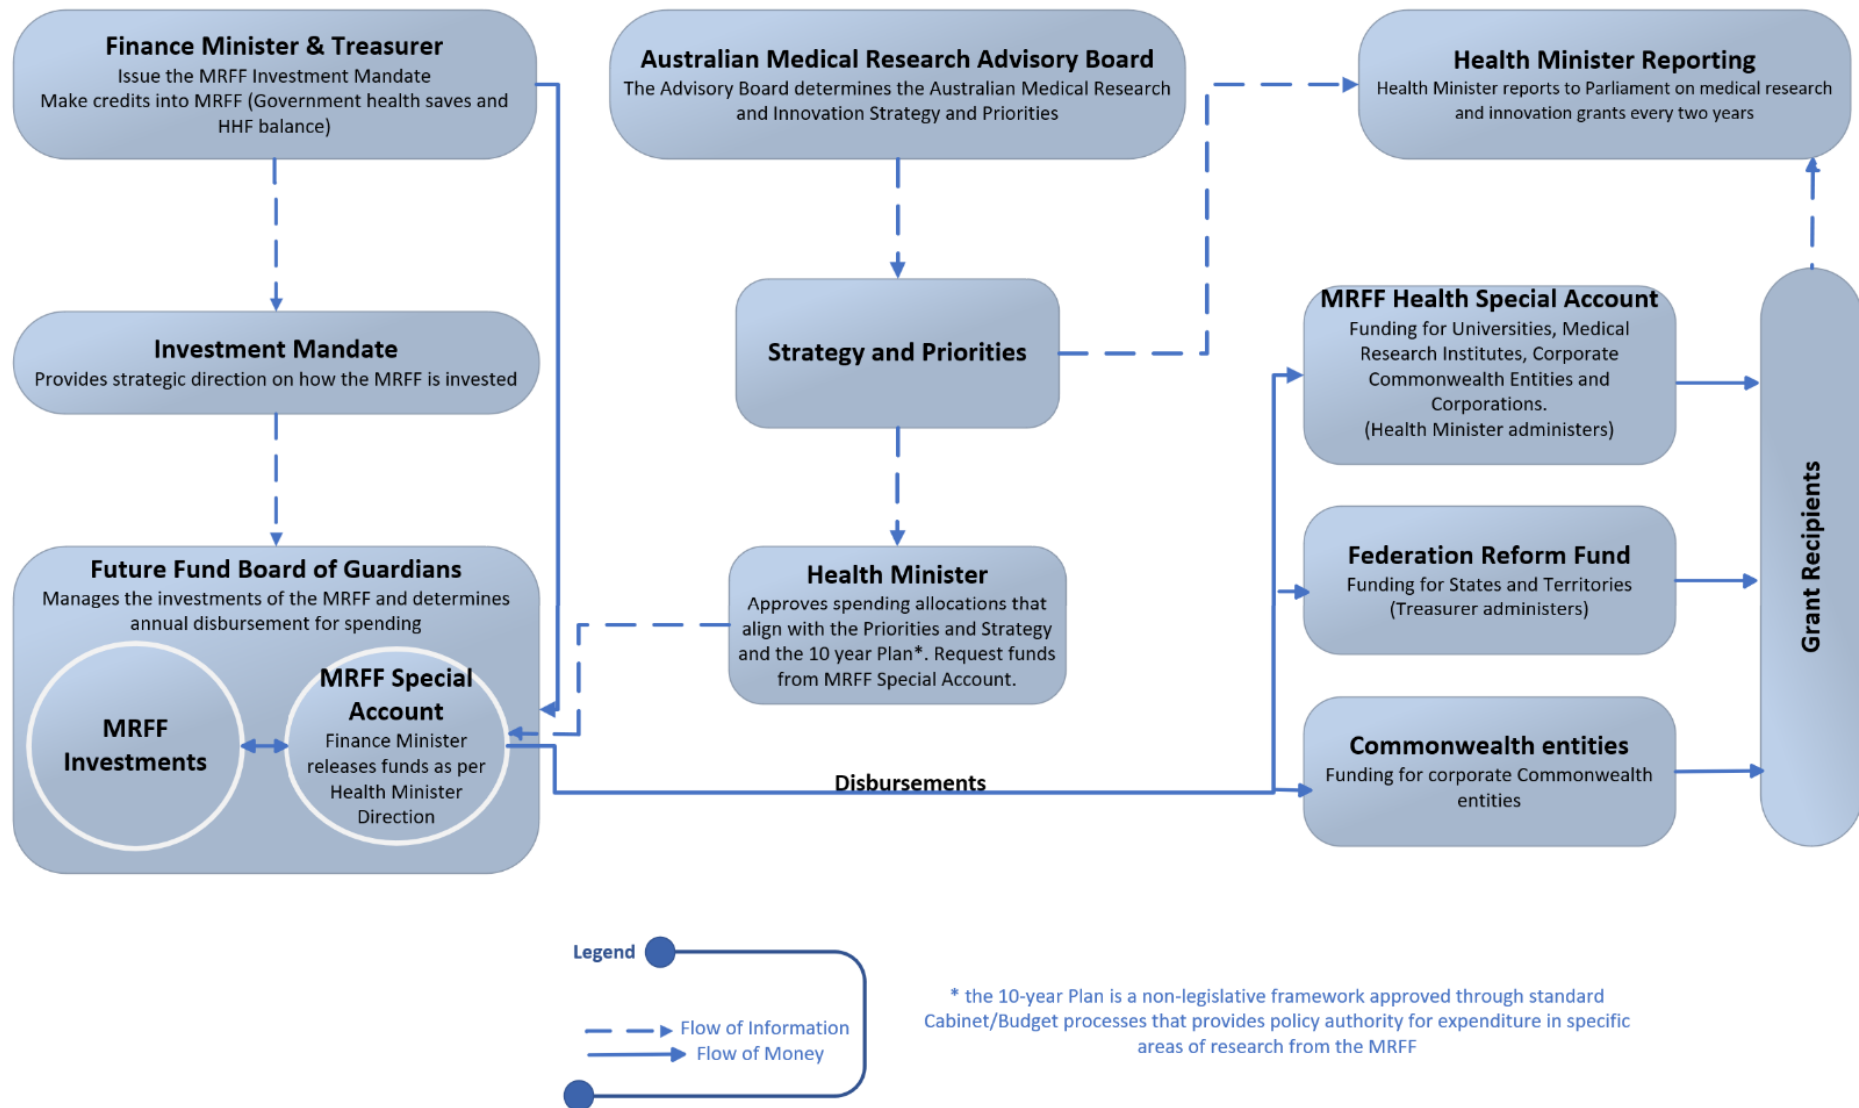 Finance Minister & Treasurer
Issue the MRFF Investment Mandate
Make credits into MRFF (Government health saves and
HHF balance)
Australian Medical Research Advisory Board
The Advisory Board determines the Australian Medical Research
and Innovation Strategy and Priorities
Health Minister Reporting
Health Minister reports to Parliament on medical research
and innovation grants every two years
Investment Mandate
Provides strategic direction on how the MRFF is invested
Strategy and Priorities
MRFF Health Special Account
Funding for Universities, Medical
Research Institutes, Corporate
Commonwealth Entities and
Corporations.
(Health Minister administers)
Future Fund Board of Guardians
Manages the investments of the MRFF and determines
annual disbursement for spending
MRFF
Investments
MRFF Special
Account
Finance Minister
releases funds as per
Health Minister
Direction
Health Minister
Approves spending allocations that
align with the Priorities and Strategy
and the 10 year Plan*. Request funds
from MRFF Special Account.
Federation Reform Fund
Funding for States and Territories
(Treasurer administers)
Commonwealth entities
Funding for corporate Commonwealth
entities
Grant Recipients
Disbursements
Legend
Flow of Information
Flow of Money
* the 10-year Plan is a non-legislative framework approved through standard
Cabinet/Budget processes that provides policy authority for expenditure in specific
areas of research from the MRFF